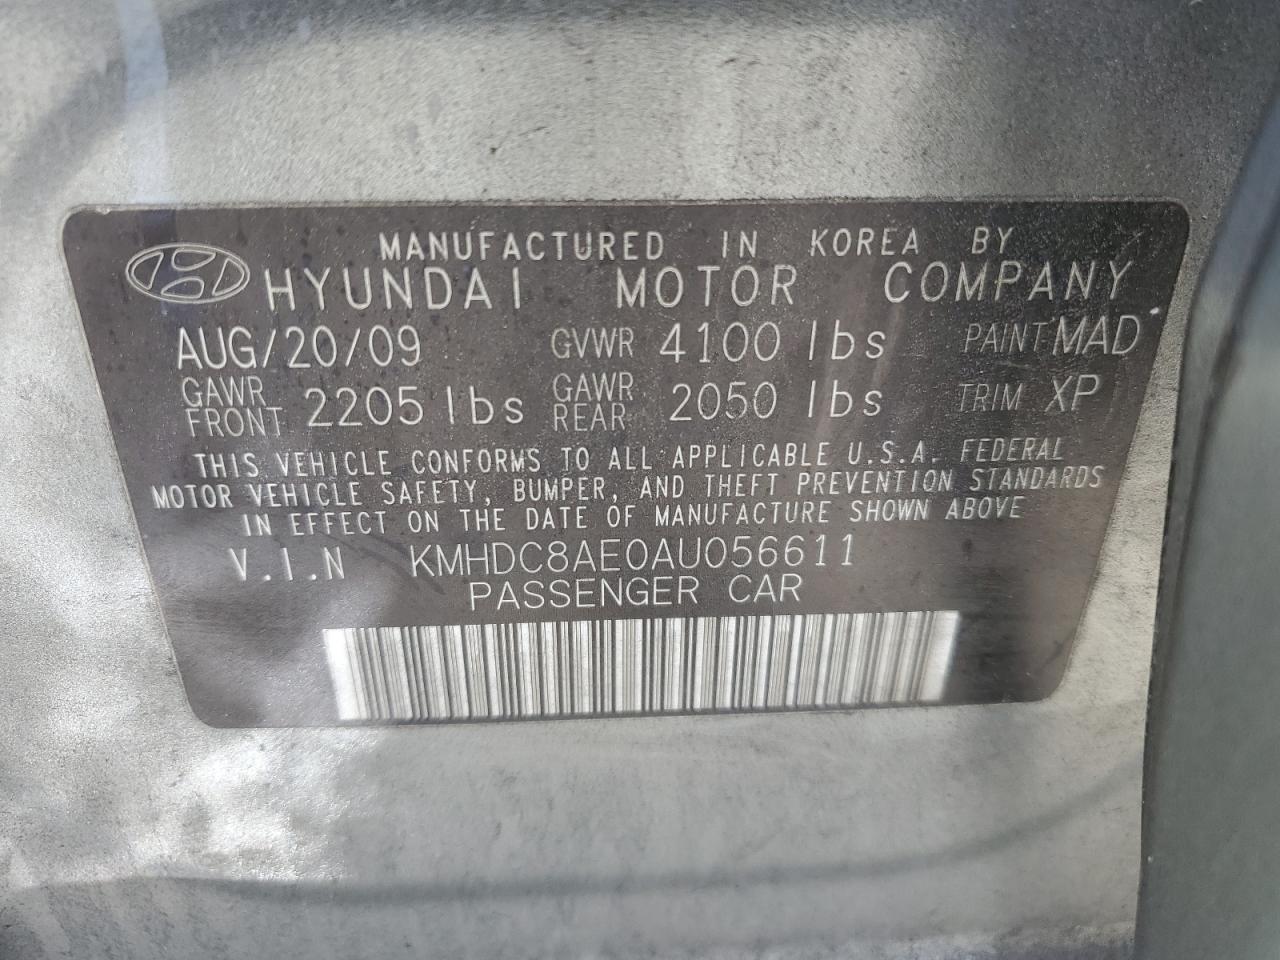 MANUFACTURED IN KOREA BY
HYUNDAI MOTOR COMPANY
AUG/20/09 GVWR 4100 lbs PAINT MAD
GAWR FRONT 2205 lbs GAWR REAR 2050 lbs TRIM XP
THIS VEHICLE CONFORMS TO ALL APPLICABLE U.S.A. FEDERAL
MOTOR VEHICLE SAFETY, BUMPER, AND THEFT PREVENTION STANDARDS
IN EFFECT ON THE DATE OF MANUFACTURE SHOWN ABOVE
V.I.N KMHDC8AE0AU056611
PASSENGER CAR